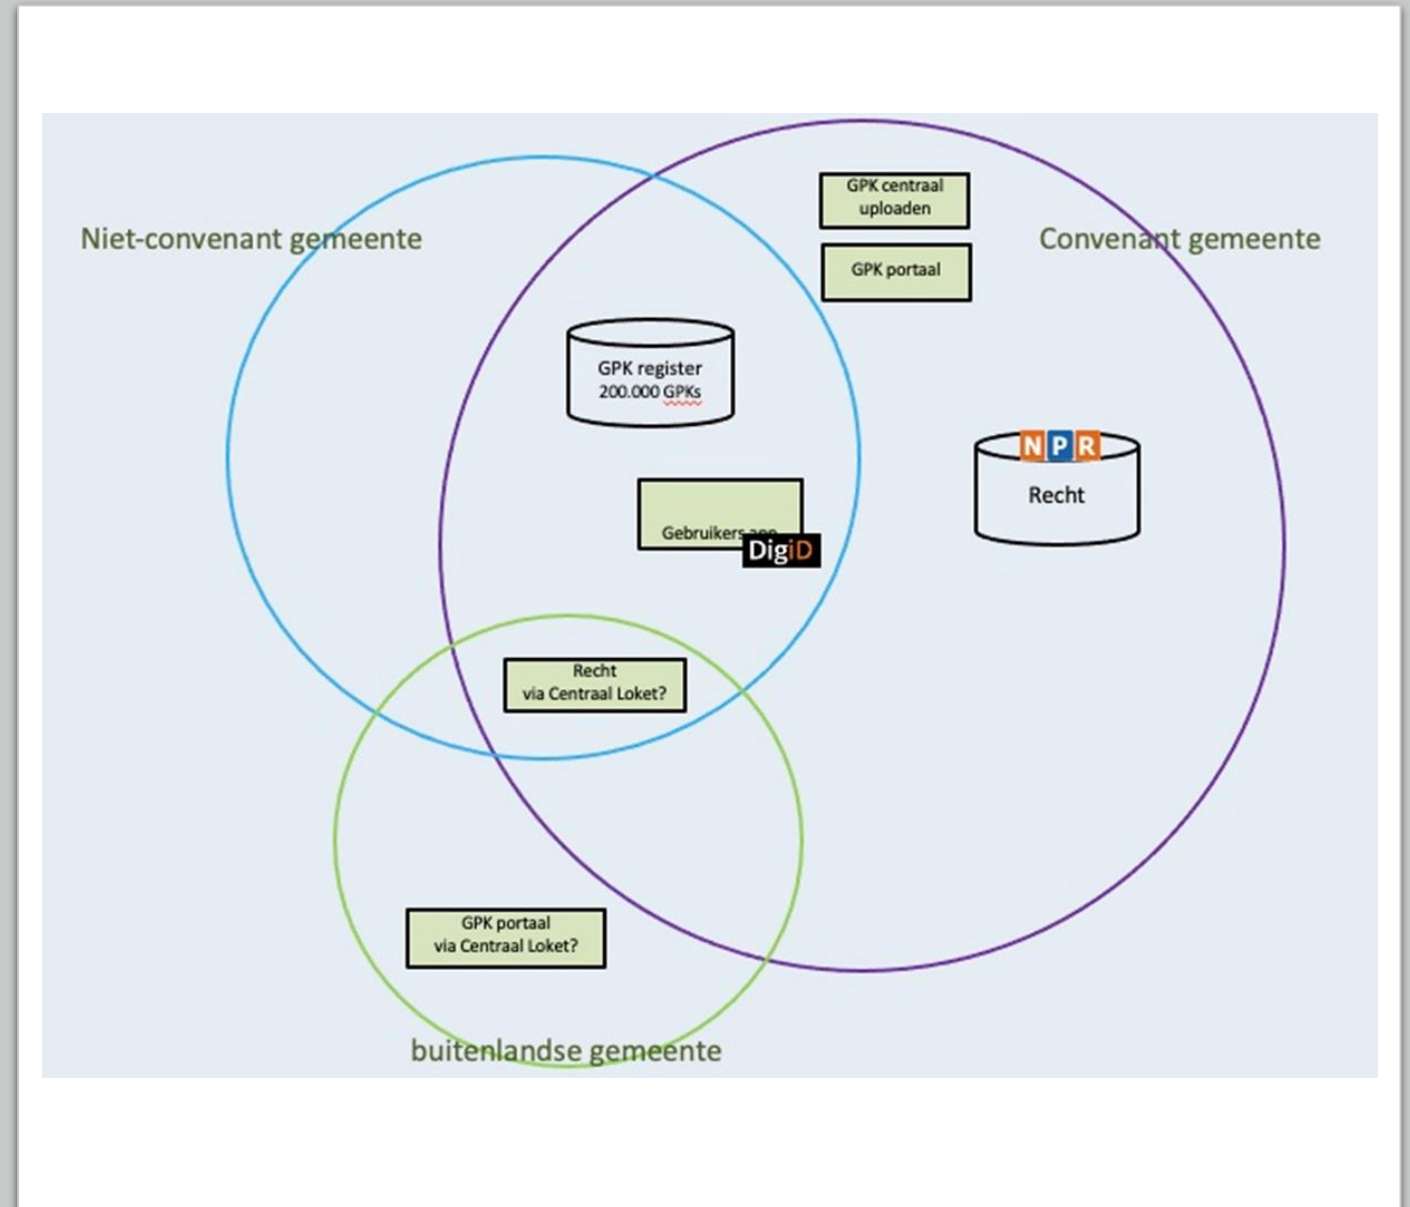 GPK centraal
uploaden
Niet-convenant gemeente
Convenant gemeente
GPK portaal
GPK register
200.000 GPKs
NPR
Recht
Gebruikers app
DigiD
Recht
via Centraal Loket?
GPK portaal
via Centraal Loket?
buitenlandse gemeente